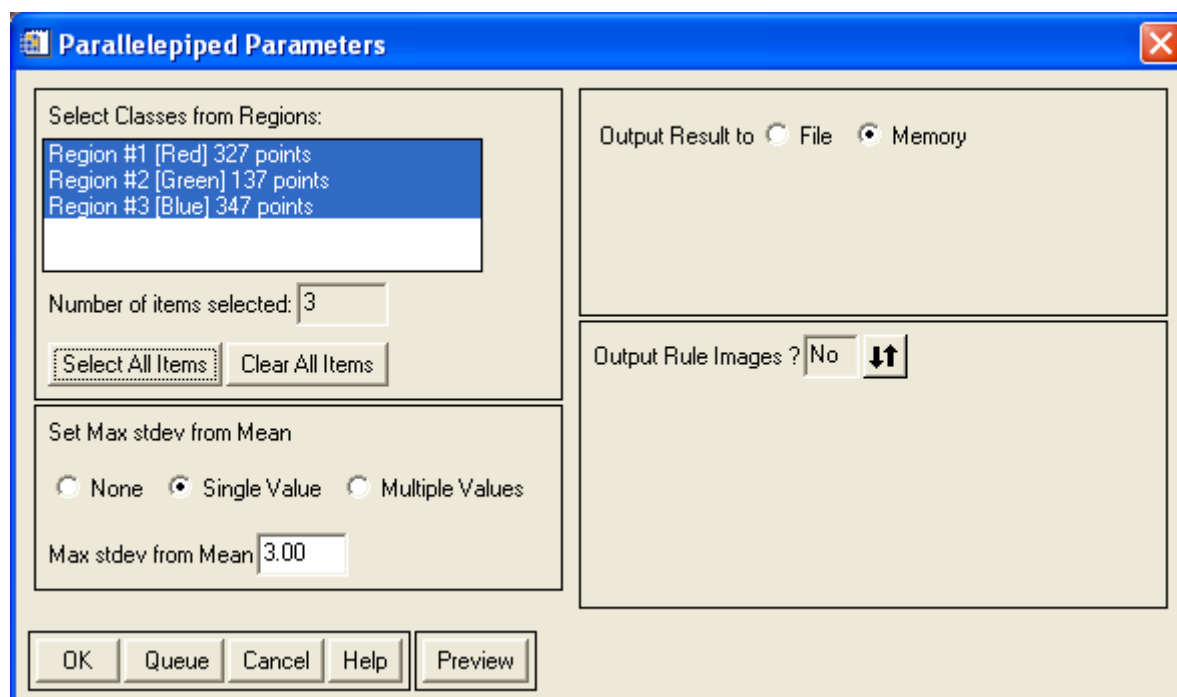 Parallelepiped Parameters
Select Classes from Regions:
Region #1 [Red] 327 points
Region #2 [Green] 137 points
Region #3 [Blue] 347 points
Number of items selected: 3
Select All Items Clear All Items
Set Max stdev from Mean
None Single Value Multiple Values
Max stdev from Mean 3.00
Output Result to File Memory
Output Rule Images ? No
OK Queue Cancel Help Preview